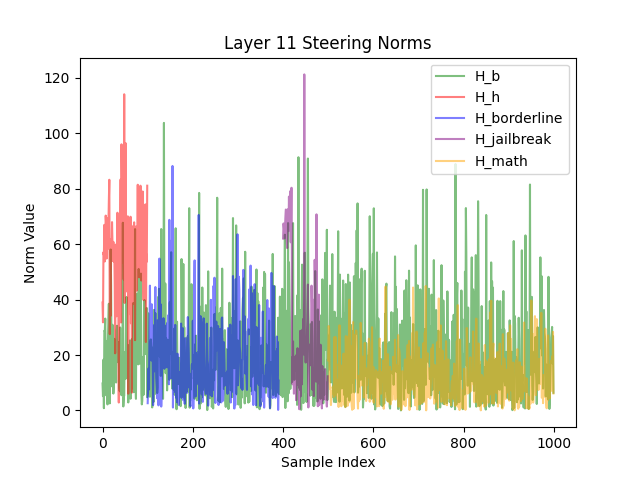 Layer 11 Steering Norms
Norm Value
120
100
80
60
40
20
0
H_b
H_h
H_borderline
H_jailbreak
H_math
0
200
400
600
800
1000
Sample Index